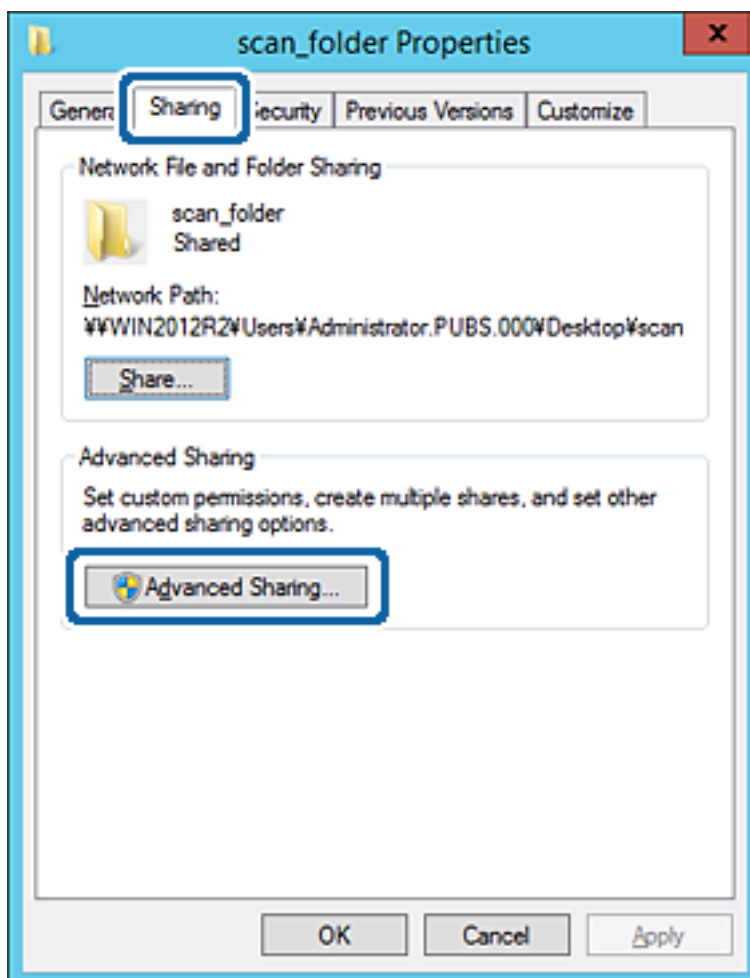 scan_folder Properties
x
General Sharing Security Previous Versions Customize
Network File and Folder Sharing
scan_folder
Shared
Network Path:
¥¥WIN2012R2¥Users¥Administrator.PUBS.000¥Desktop¥scan
Share...
Advanced Sharing
Set custom permissions, create multiple shares, and set other
advanced sharing options.
Advanced Sharing...
OK Cancel Apply